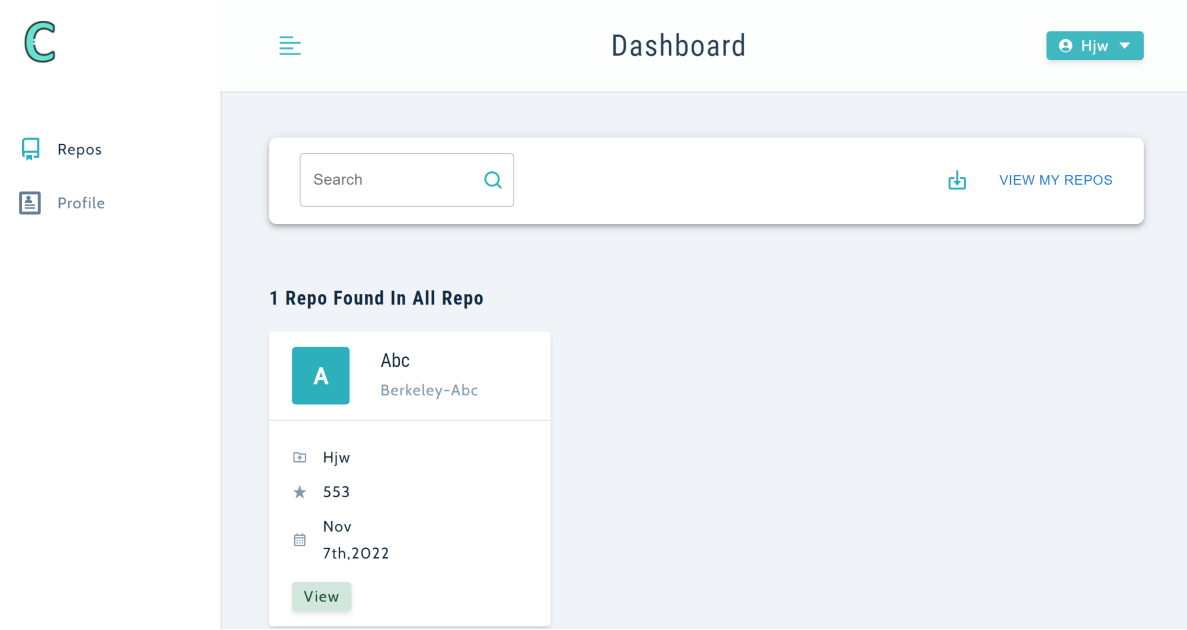 C
Dashboard
Hjw
Repos
Profile
Search
VIEW MY REPOS
1 Repo Found In All Repo
A
Abc
Berkeley-Abc
Hjw
553
Nov
7th,2022
View